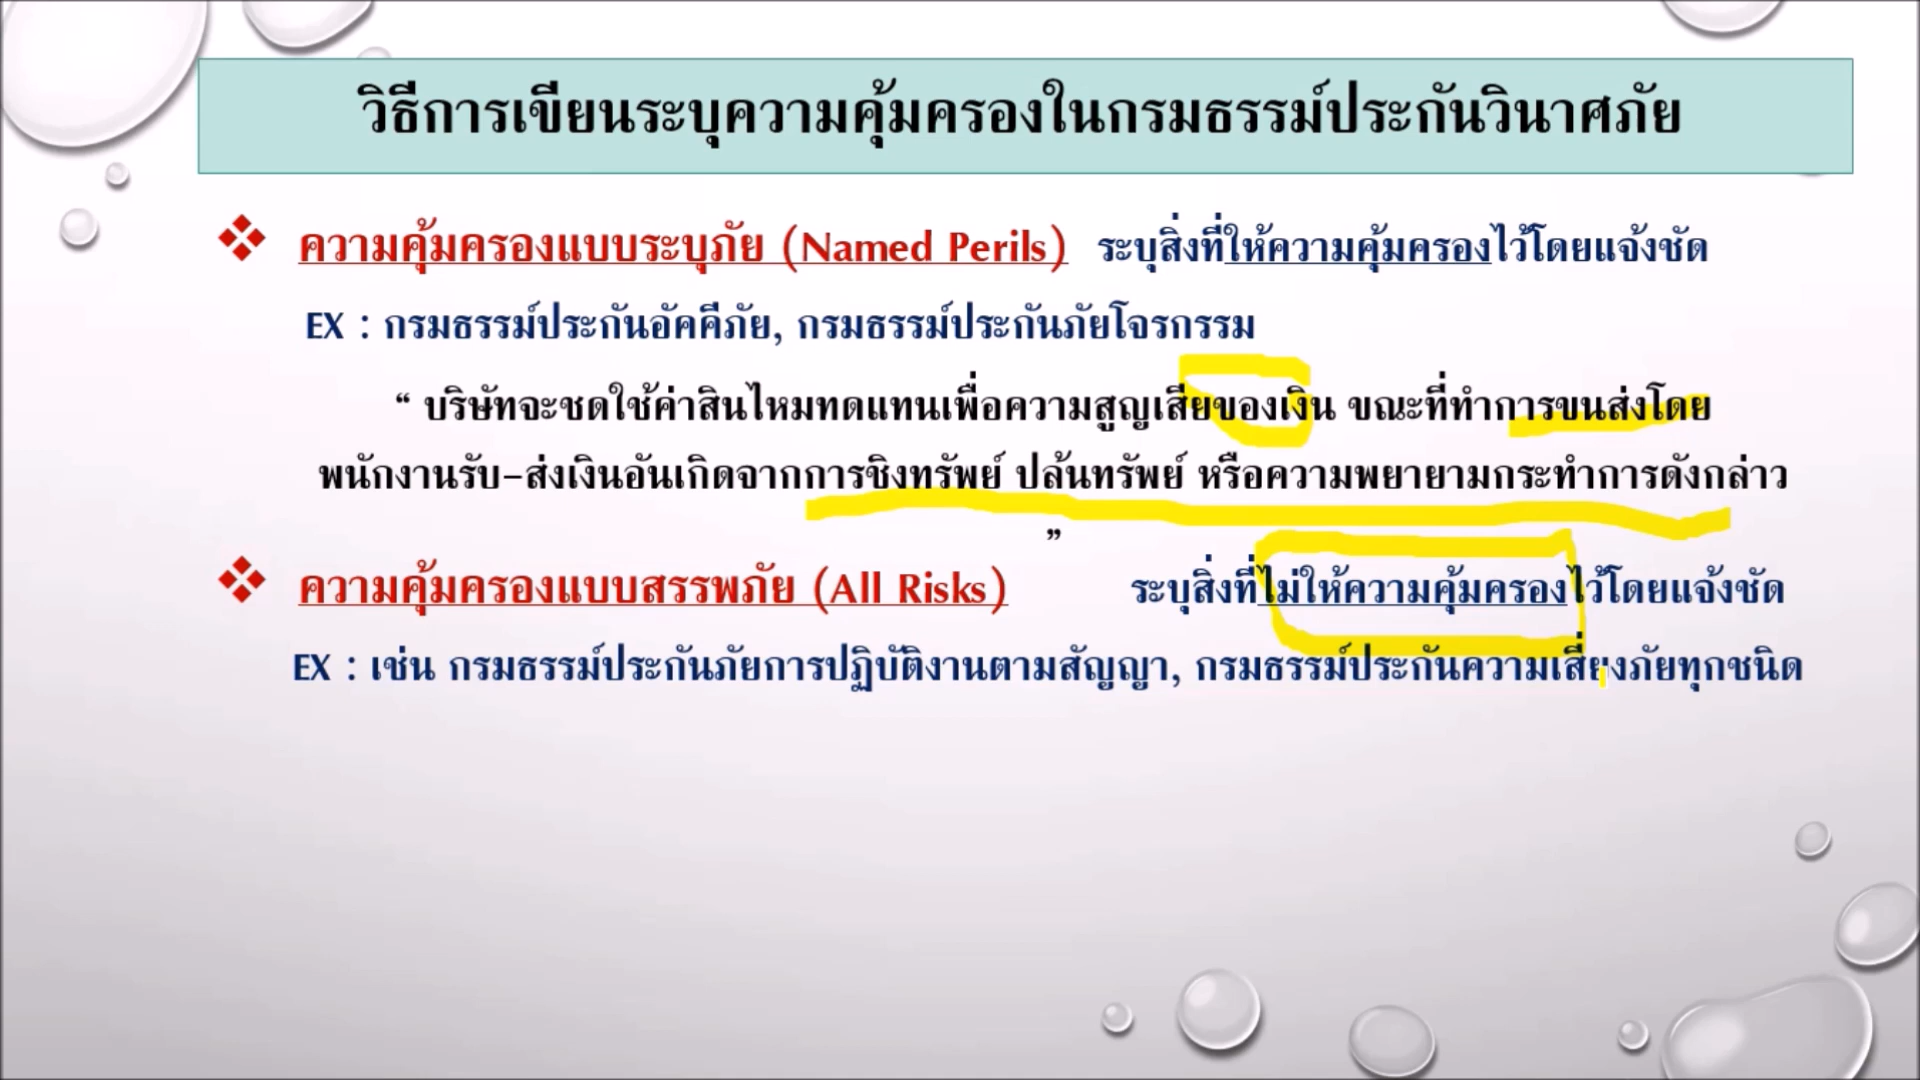 วิธีการเขียนระบุความคุ้มครองในกรมธรรม์ประกันวินาศภัย
ความคุ้มครองแบบระบุภัย (Named Perils) ระบุสิ่งที่ให้ความคุ้มครองไว้โดยแจ้งชัด
EX : กรมธรรม์ประกันอัคคีภัย, กรมธรรม์ประกันภัยโจรกรรม
“ บริษัทจะชดใช้ค่าสินไหมทดแทนเพื่อความสูญเสียของเงิน ขณะที่ทำการขนส่งโดย
พนักงานรับ-ส่งเงินอันเกิดจากการชิงทรัพย์ ปล้นทรัพย์ หรือความพยายามกระทำการดังกล่าว
”
ความคุ้มครองแบบสรรพภัย (All Risks) ระบุสิ่งที่ไม่ให้ความคุ้มครองไว้โดยแจ้งชัด
EX : เช่น กรมธรรม์ประกันภัยการปฏิบัติงานตามสัญญา, กรมธรรม์ประกันความเสี่ยงภัยทุกชนิด